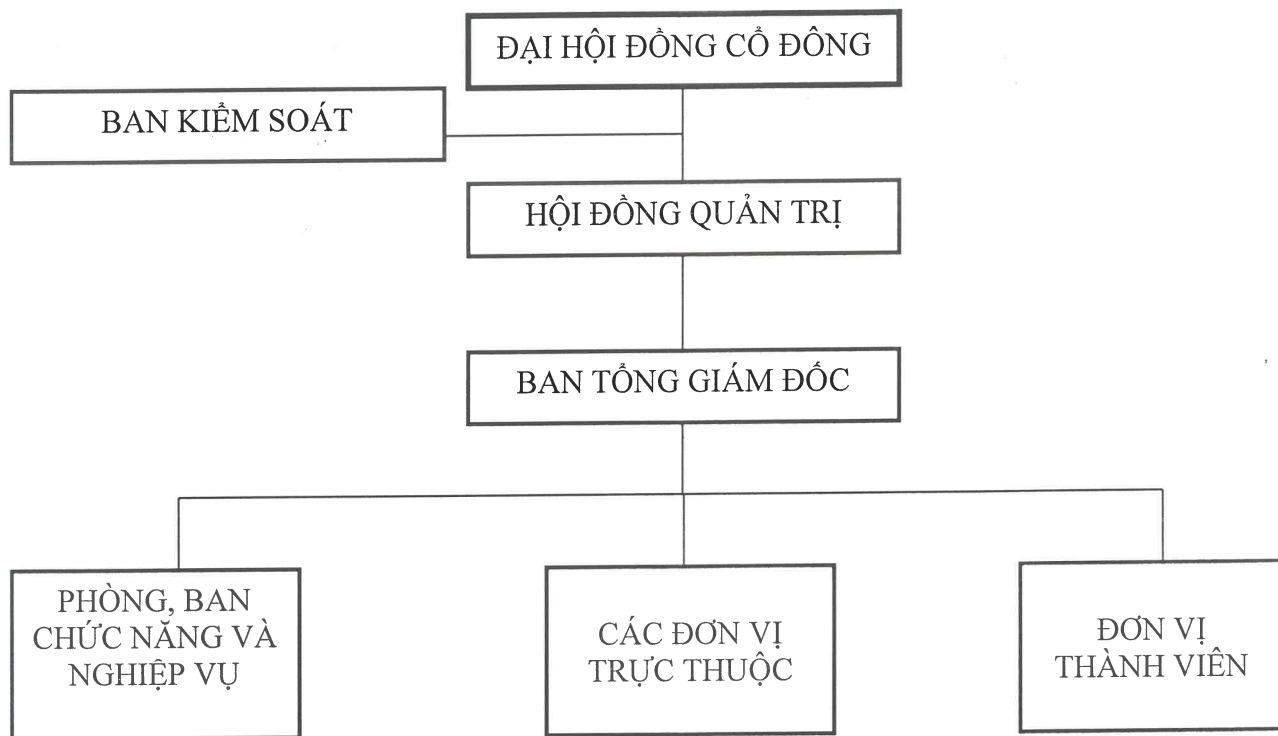 ĐẠI HỘI ĐỒNG CỔ ĐÔNG
BAN KIỂM SOÁT
HỘI ĐỒNG QUẢN TRỊ
BAN TỔNG GIÁM ĐỐC
PHÒNG, BAN
CHỨC NĂNG VÀ
NGHIỆP VỤ
CÁC ĐƠN VỊ
TRỰC THUỘC
ĐƠN VỊ
THÀNH VIÊN